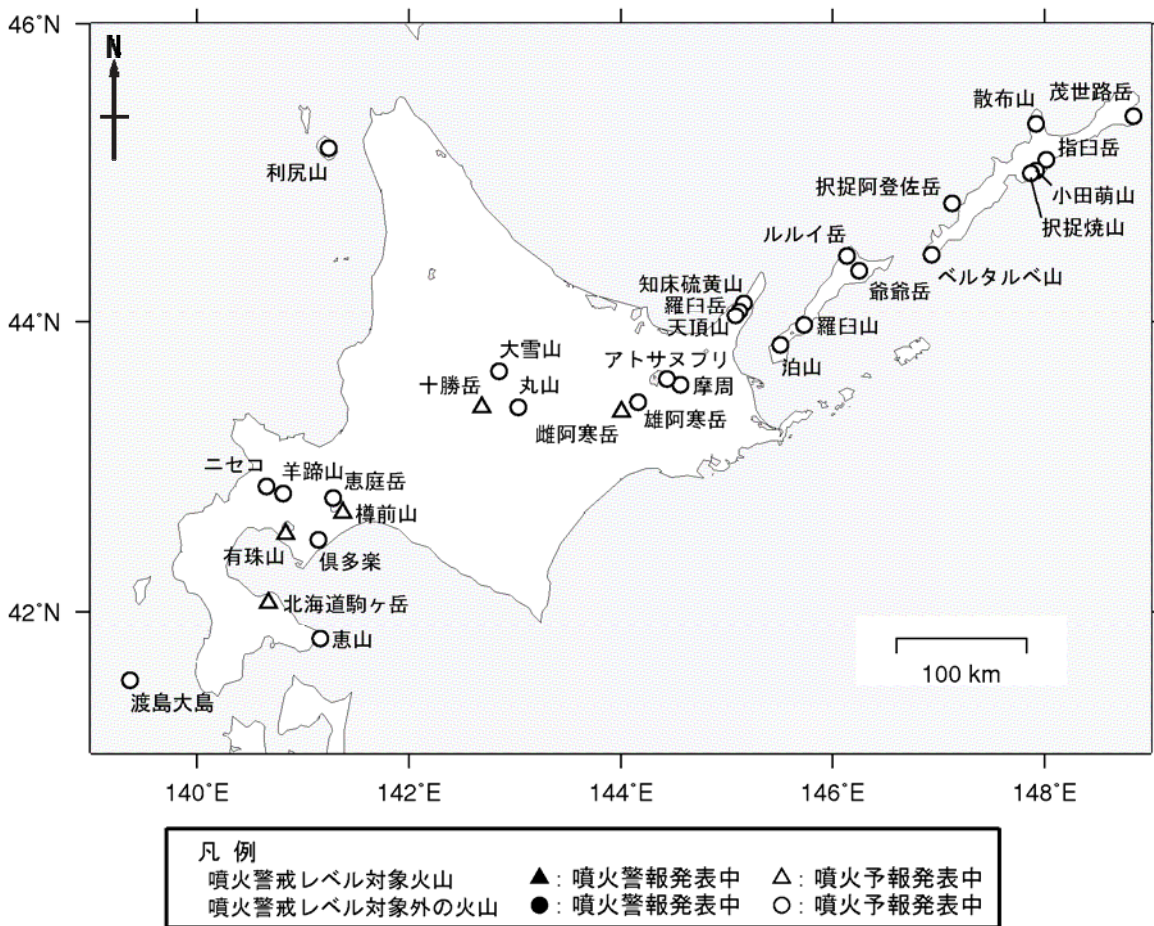 46˚N
N
散布山
茂世路岳
利尻山
指臼岳
択捉阿登佐岳
小田萌山
択捉焼山
ルルイ岳
ベルタルベ山
爺爺岳
知床硫黄山
羅臼岳
44˚N
天頂山
羅臼山
泊山
大雪山
アトサヌプリ
十勝岳
丸山
摩周
雌阿寒岳
雄阿寒岳
ニセコ
羊蹄山
恵庭岳
樽前山
有珠山
倶多楽
42˚N
北海道駒ヶ岳
恵山
100 km
渡島大島
140˚E
142˚E
144˚E
146˚E
148˚E
凡 例
噴火警戒レベル対象火山 ▲: 噴火警報発表中 △: 噴火予報発表中
噴火警戒レベル対象外の火山 ●: 噴火警報発表中 ○: 噴火予報発表中